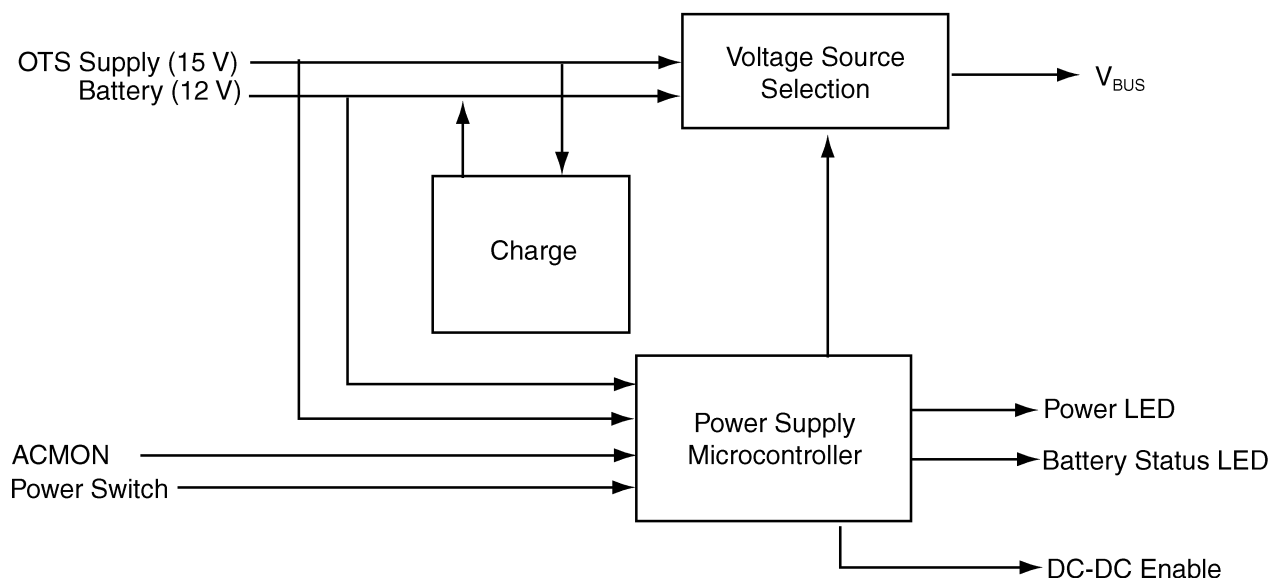 OTS Supply (15 V)
Battery (12 V)
Voltage Source
Selection
VBUS
Charge
Power Supply
Microcontroller
ACMON
Power Switch
Power LED
Battery Status LED
DC-DC Enable